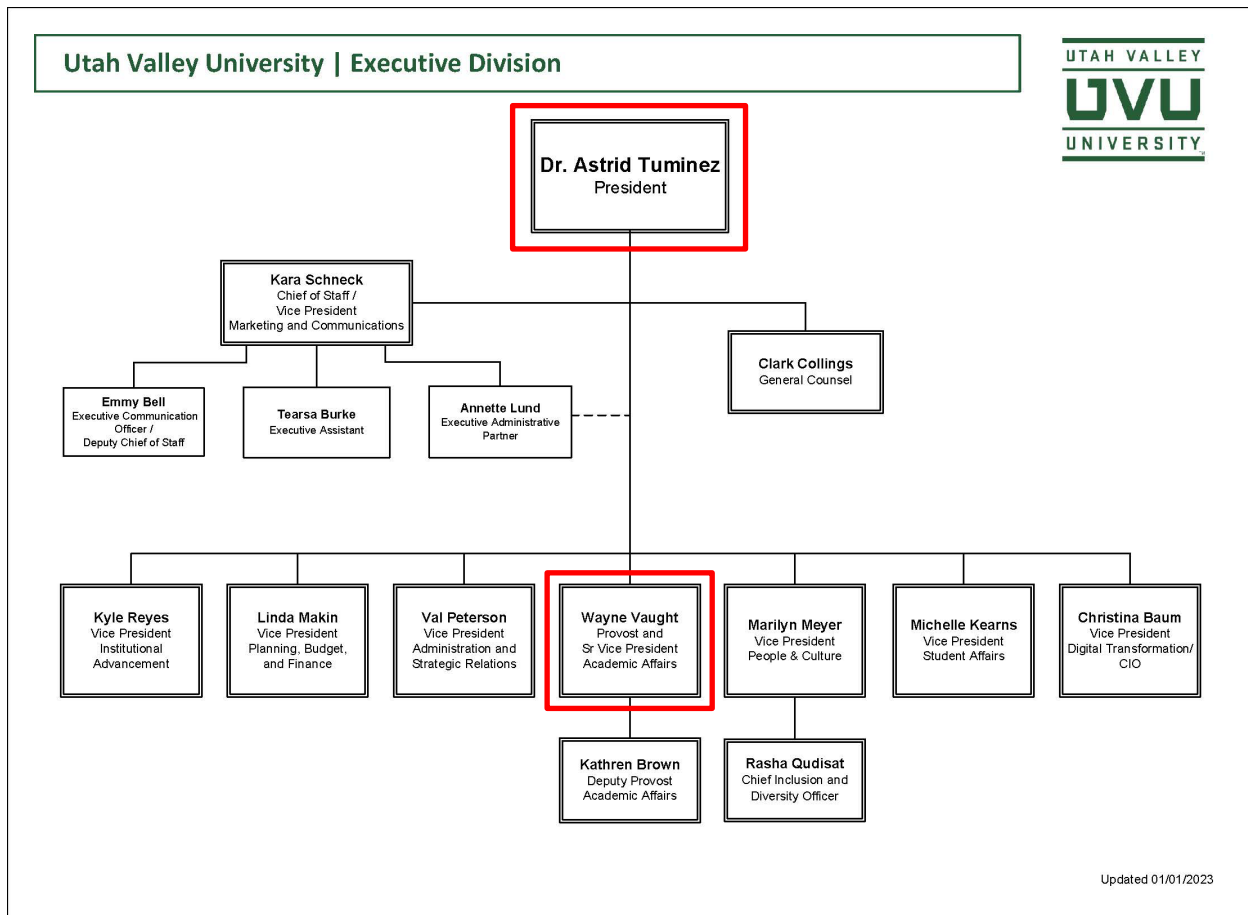 Utah Valley University | Executive Division
UTAH VALLEY
UVU
UNIVERSITY™
Dr. Astrid Tuminez
President
Kara Schneck
Chief of Staff /
Vice President
Marketing and Communications
Clark Collings
General Counsel
Emmy Bell
Executive Communication
Officer /
Deputy Chief of Staff
Tearsa Burke
Executive Assistant
Annette Lund
Executive Administrative
Partner
Kyle Reyes
Vice President
Institutional
Advancement
Linda Makin
Vice President
Planning, Budget,
and Finance
Val Peterson
Vice President
Administration and
Strategic Relations
Wayne Vaught
Provost and
Sr Vice President
Academic Affairs
Marilyn Meyer
Vice President
People & Culture
Michelle Kearns
Vice President
Student Affairs
Christina Baum
Vice President
Digital Transformation/
CIO
Kathren Brown
Deputy Provost
Academic Affairs
Rasha Qudisat
Chief Inclusion and
Diversity Officer
Updated 01/01/2023